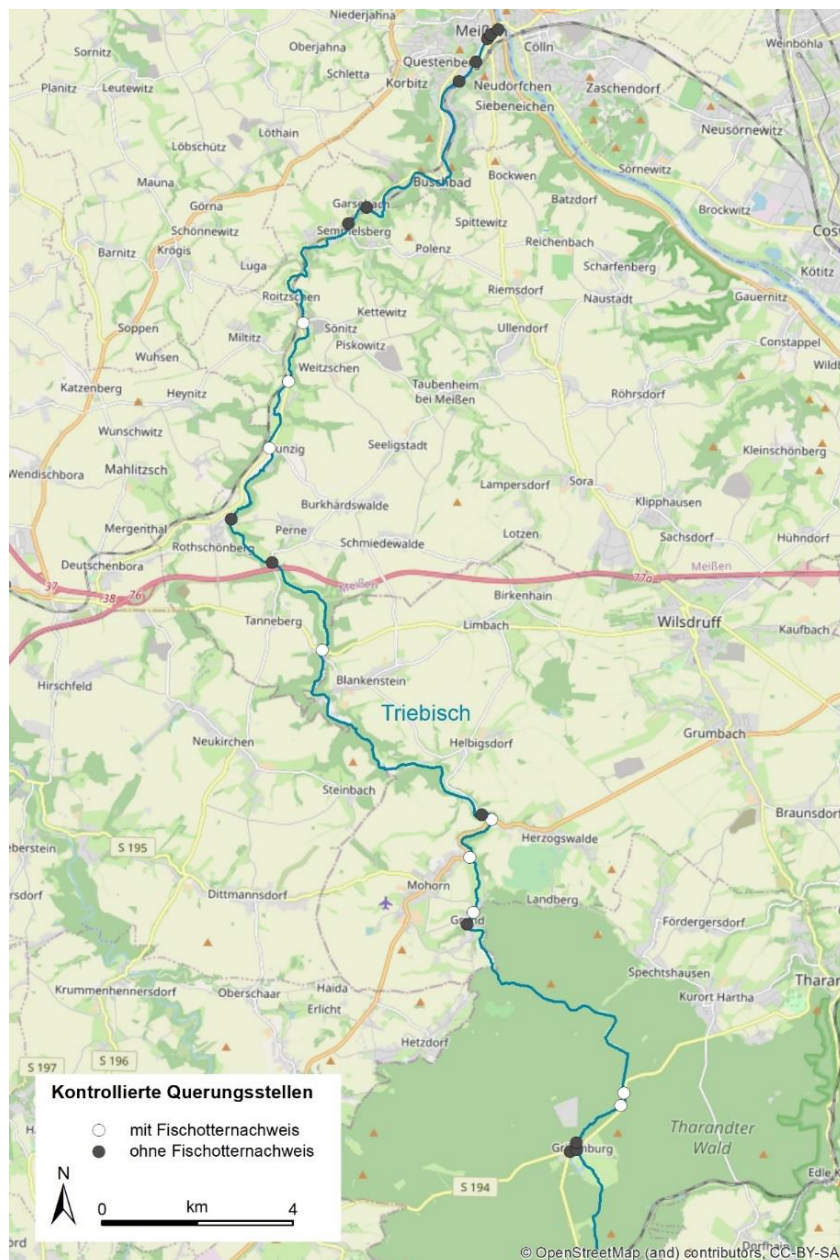 Niederjahna
Meißen
Sornitz
Oberjahna
Cölln
Weinböhla
Schletta
Planitz
Leutewitz
Korbitz
Neudörfchen
Zaschendorf
Siebeneichen
Löthain
Neusörnewitz
Löbschütz
Mauna
Buschbad
Bockwen
Sörnewitz
Görna
Batzdorf
Brockwitz
Schönnewitz
Semmelsberg
Spittewitz
Barnitz
Krögis
Polenz
Reichenbach
Luga
Scharfenberg
Kötitz
Riemsdorf
Roitzschen
Naustadt
Gauernitz
Kettewitz
Soppen
Sönitz
Ullendorf
Miltitz
Piskowitz
Constappel
Wuhsen
Weitzschen
Taubenheim
bei Meißen
Katzenberg
Heynitz
Röhrsdorf
Wunschwitz
Seeligstadt
Kleinschönberg
Wendischbora
Mahlitzsch
Lampersdorf
Sora
Burkhardswalde
Klipphausen
Mergenthal
Perne
Lotzen
Sachsdorf
Hühndorf
Rothschönberg
Schmiedewalde
Deutschenbora
Meißen
Meißen
37
38
76
77a
Birkenhain
Wilsdruff
Tanneberg
Limbach
Kaufbach
Hirschfeld
Blankenstein
Triebisch
Neukirchen
Helbigsdorf
Grumbach
Steinbach
Braunsdorf
S 195
Herzogswalde
Mohorn
Dittmannsdorf
Landberg
Fördergersdorf
Spechtshausen
Krummenhennersdorf
Oberschaar
Haida
Kurort Hartha
Erlicht
Hetzdorf
S 196
S 197
Tharandter
Wald
S 194
Kontrollierte Querungsstellen
mit Fischotternachweis
ohne Fischotternachweis
N
0 km 4
© OpenStreetMap (and) contributors, CC-BY-SA